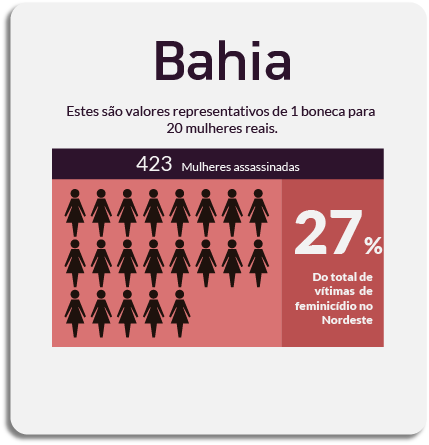 Bahia
Estes são valores representativos de 1 boneca para
20 mulheres reais.
423 Mulheres assassinadas
27%
Do total de
vítimas de
feminicídio no
Nordeste